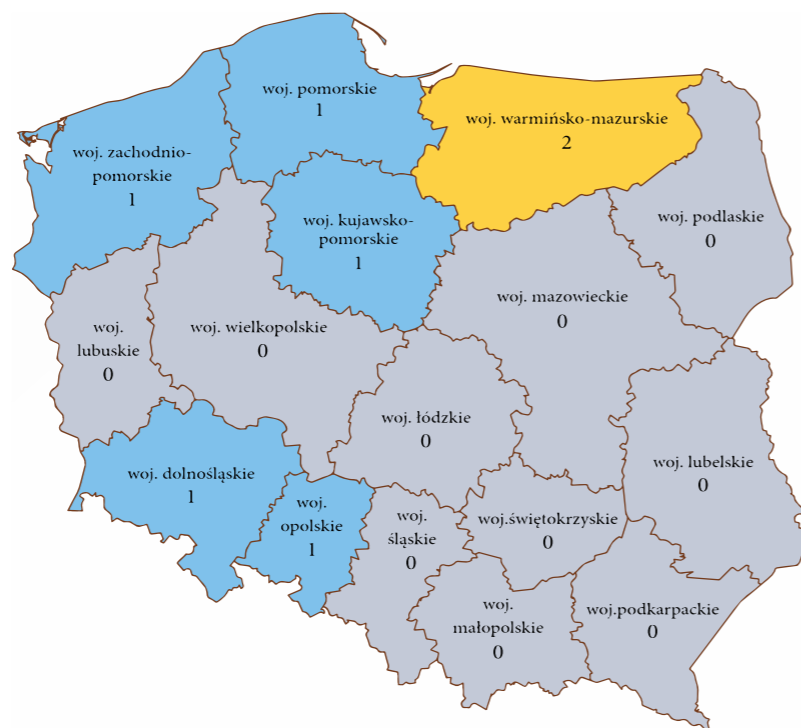 woj. pomorskie
1
woj. warmińsko-mazurskie
2
woj. zachodnio-
pomorskie
1
woj. kujawsko-
pomorskie
1
woj. podlaskie
0
woj. mazowieckie
0
woj. wielkopolskie
0
woj.
lubuskie
0
woj. łódzkie
0
woj. lubelskie
0
woj. dolnośląskie
1
woj.
opolskie
1
woj.
śląskie
0
woj.świętokrzyskie
0
woj.
małopolskie
0
woj.podkarpackie
0